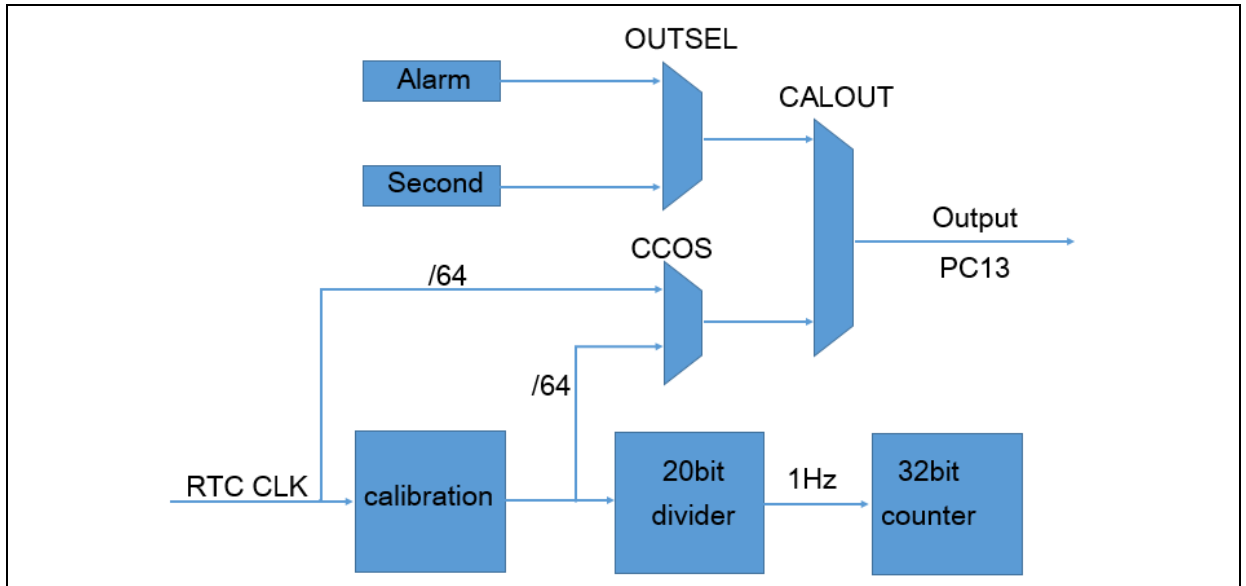 OUTSEL
Alarm
CALOUT
Second
Output
CCOS
PC13
/64
/64
RTC CLK
calibration
20bit
divider
1Hz
32bit
counter